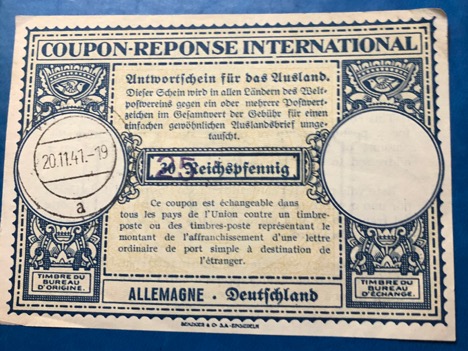 COUPON-REPONSE INTERNATIONAL
Antwortschein für das Ausland.
Dieser Schein wird in allen Ländern des Welt-
postvereins gegen ein oder mehrere Postwert-
zeichen im Gesamtwert der Gebühr für einen
einfachen gewöhnlichen Auslandsbrief umge-
tauscht.
20.11.41.-19
a
25
Reichspfennig
Ce coupon est échangeable dans
tous les pays de l'Union contre un timbre-
poste ou des timbres-poste représentant le
montant de l'affranchissement d'une lettre
ordinaire de port simple à destination de
l'étranger.
TIMBRE DU
BUREAU
D'ORIGINE.
ALLEMAGNE · Deutschland
TIMBRE DU
BUREAU
D'ÉCHANGE.
BENZIGER & Co S.A.-EINSIEDELN